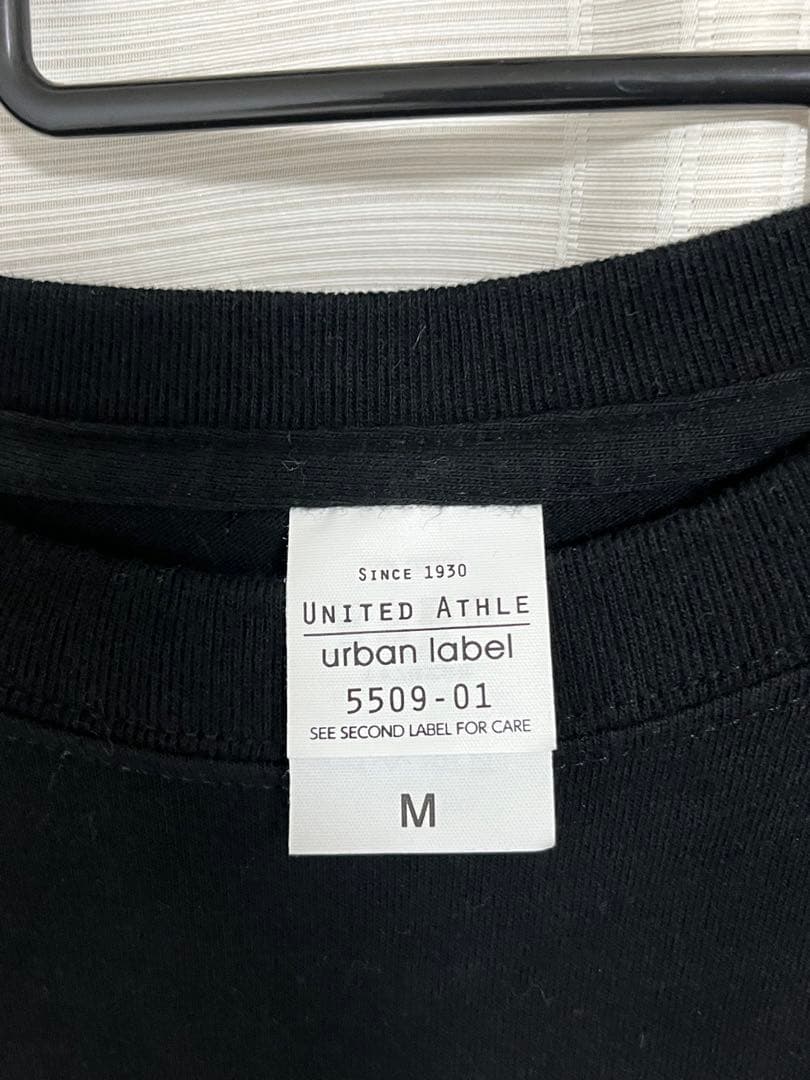 SINCE 1930
UNITED ATHLE
urban label
5509-01
SEE SECOND LABEL FOR CARE
M